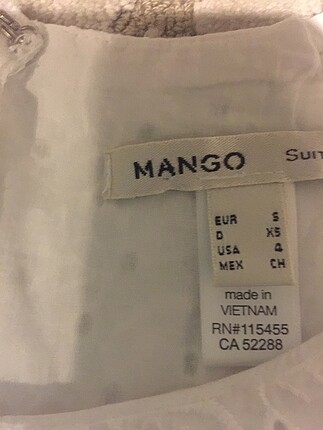 MANGO Suit
EUR S
D XS
USA 4
MEX CH
made in
VIETNAM
RN#115455
CA 52288